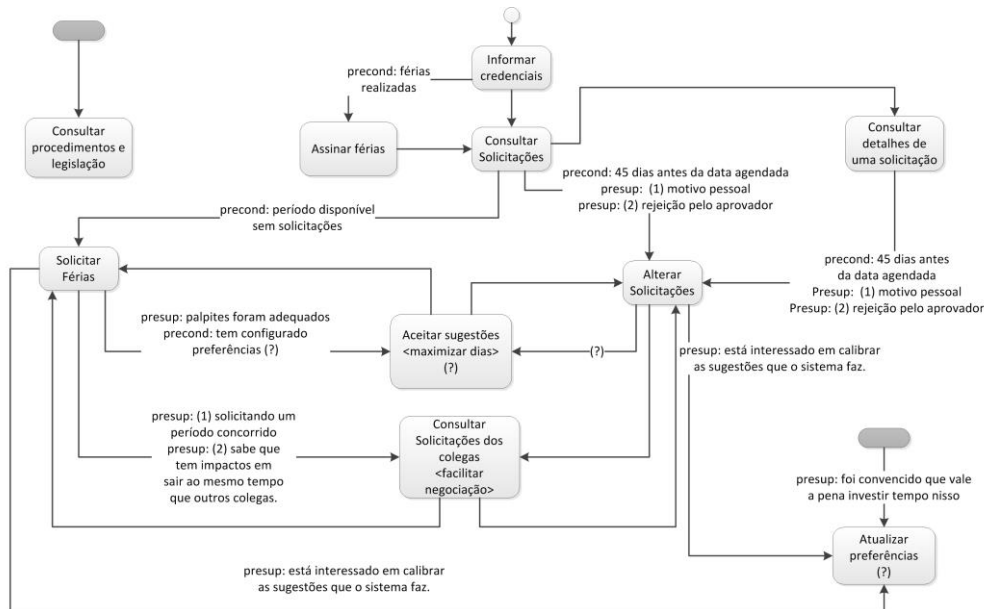 Informar
credenciais
precond: férias
realizadas
Consultar
procedimentos e
legislação
Assinar férias
Consultar
Solicitações
Consultar
detalhes de
uma solicitação
precond: 45 dias antes da data agendada
presup: (1) motivo pessoal
presup: (2) rejeição pelo aprovador
precond: período disponível
sem solicitações
Solicitar
Férias
Alterar
Solicitações
precond: 45 dias antes
da data agendada
Presup: (1) motivo pessoal
Presup: (2) rejeição pelo aprovador
presup: palpites foram adequados
precond: tem configurado
preferências (?)
Aceitar sugestões
<maximizar dias>
(?)
(?)
presup: está interessado em calibrar
as sugestões que o sistema faz.
presup: (1) solicitando um
período concorrido
presup: (2) sabe que
tem impactos em
sair ao mesmo tempo
que outros colegas.
Consultar
Solicitações dos
colegas
<facilitar
negociação>
presup: foi convencido que vale
a pena investir tempo nisso
Atualizar
preferências
(?)
presup: está interessado em calibrar
as sugestões que o sistema faz.